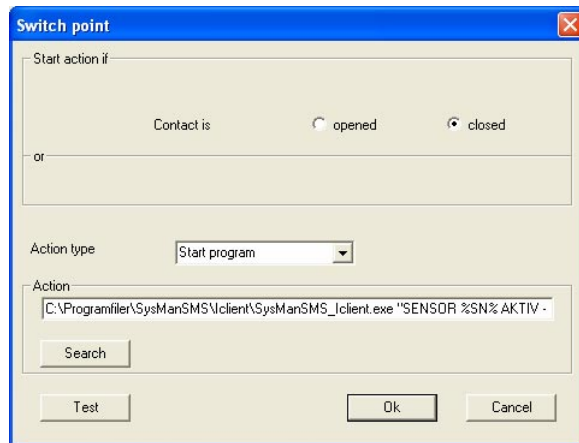 Switch point
Start action if
Contact is opened closed
or
Action type Start program
Action
C:\Programfiler\SysManSMS\Iclient\SysManSMS_Iclient.exe "SENSOR %SN% AKTIV -
Search
Test Ok Cancel